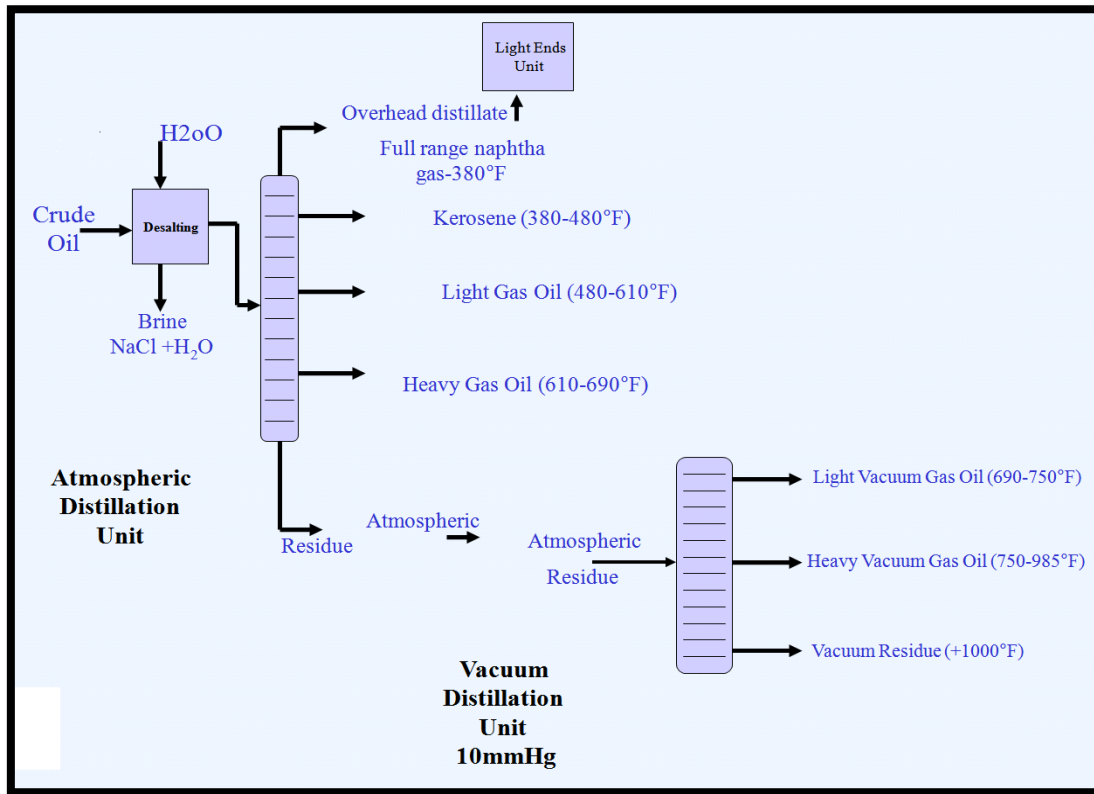 Light Ends
Unit
Overhead distillate
Full range naphtha
gas-380°F
H2oO
Crude
Oil
Desalting
Brine
NaCl +H₂O
Kerosene (380-480°F)
Light Gas Oil (480-610°F)
Heavy Gas Oil (610-690°F)
Atmospheric
Distillation
Unit
Residue
Atmospheric
Atmospheric
Residue
Light Vacuum Gas Oil (690-750°F)
Heavy Vacuum Gas Oil (750-985°F)
Vacuum Residue (+1000°F)
Vacuum
Distillation
Unit
10mmHg